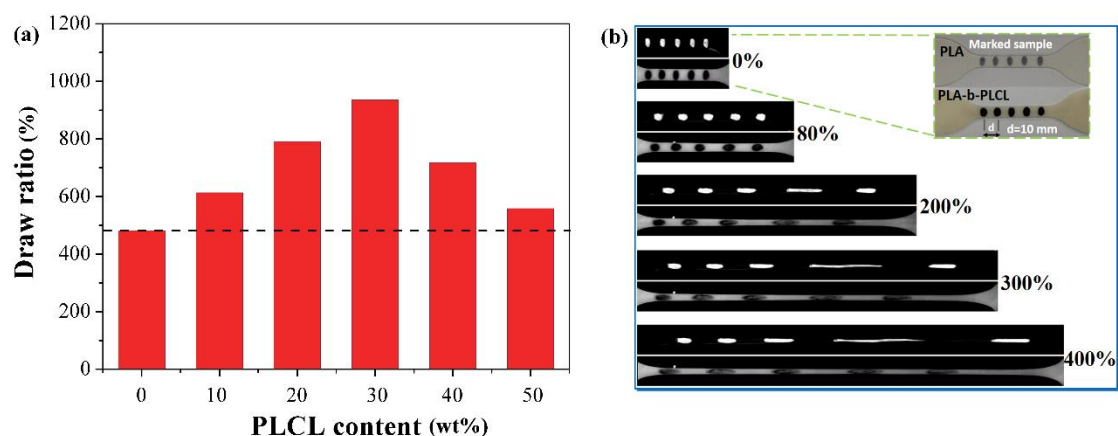 (a)
1200
1000
800
600
400
200
0
Draw ratio (%)
0 10 20 30 40 50
PLCL content (wt%)
(b)
0%
80%
200%
300%
400%
Marked sample
PLA
PLA-b-PLCL
d
d=10 mm